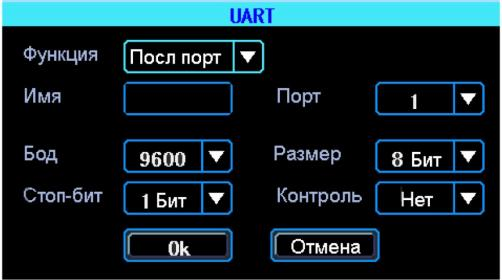 UART
Функция Посл порт
Имя Порт 1
Бод 9600 Размер 8 Бит
Стоп-бит 1 Бит Контроль Нет
Ok Отмена